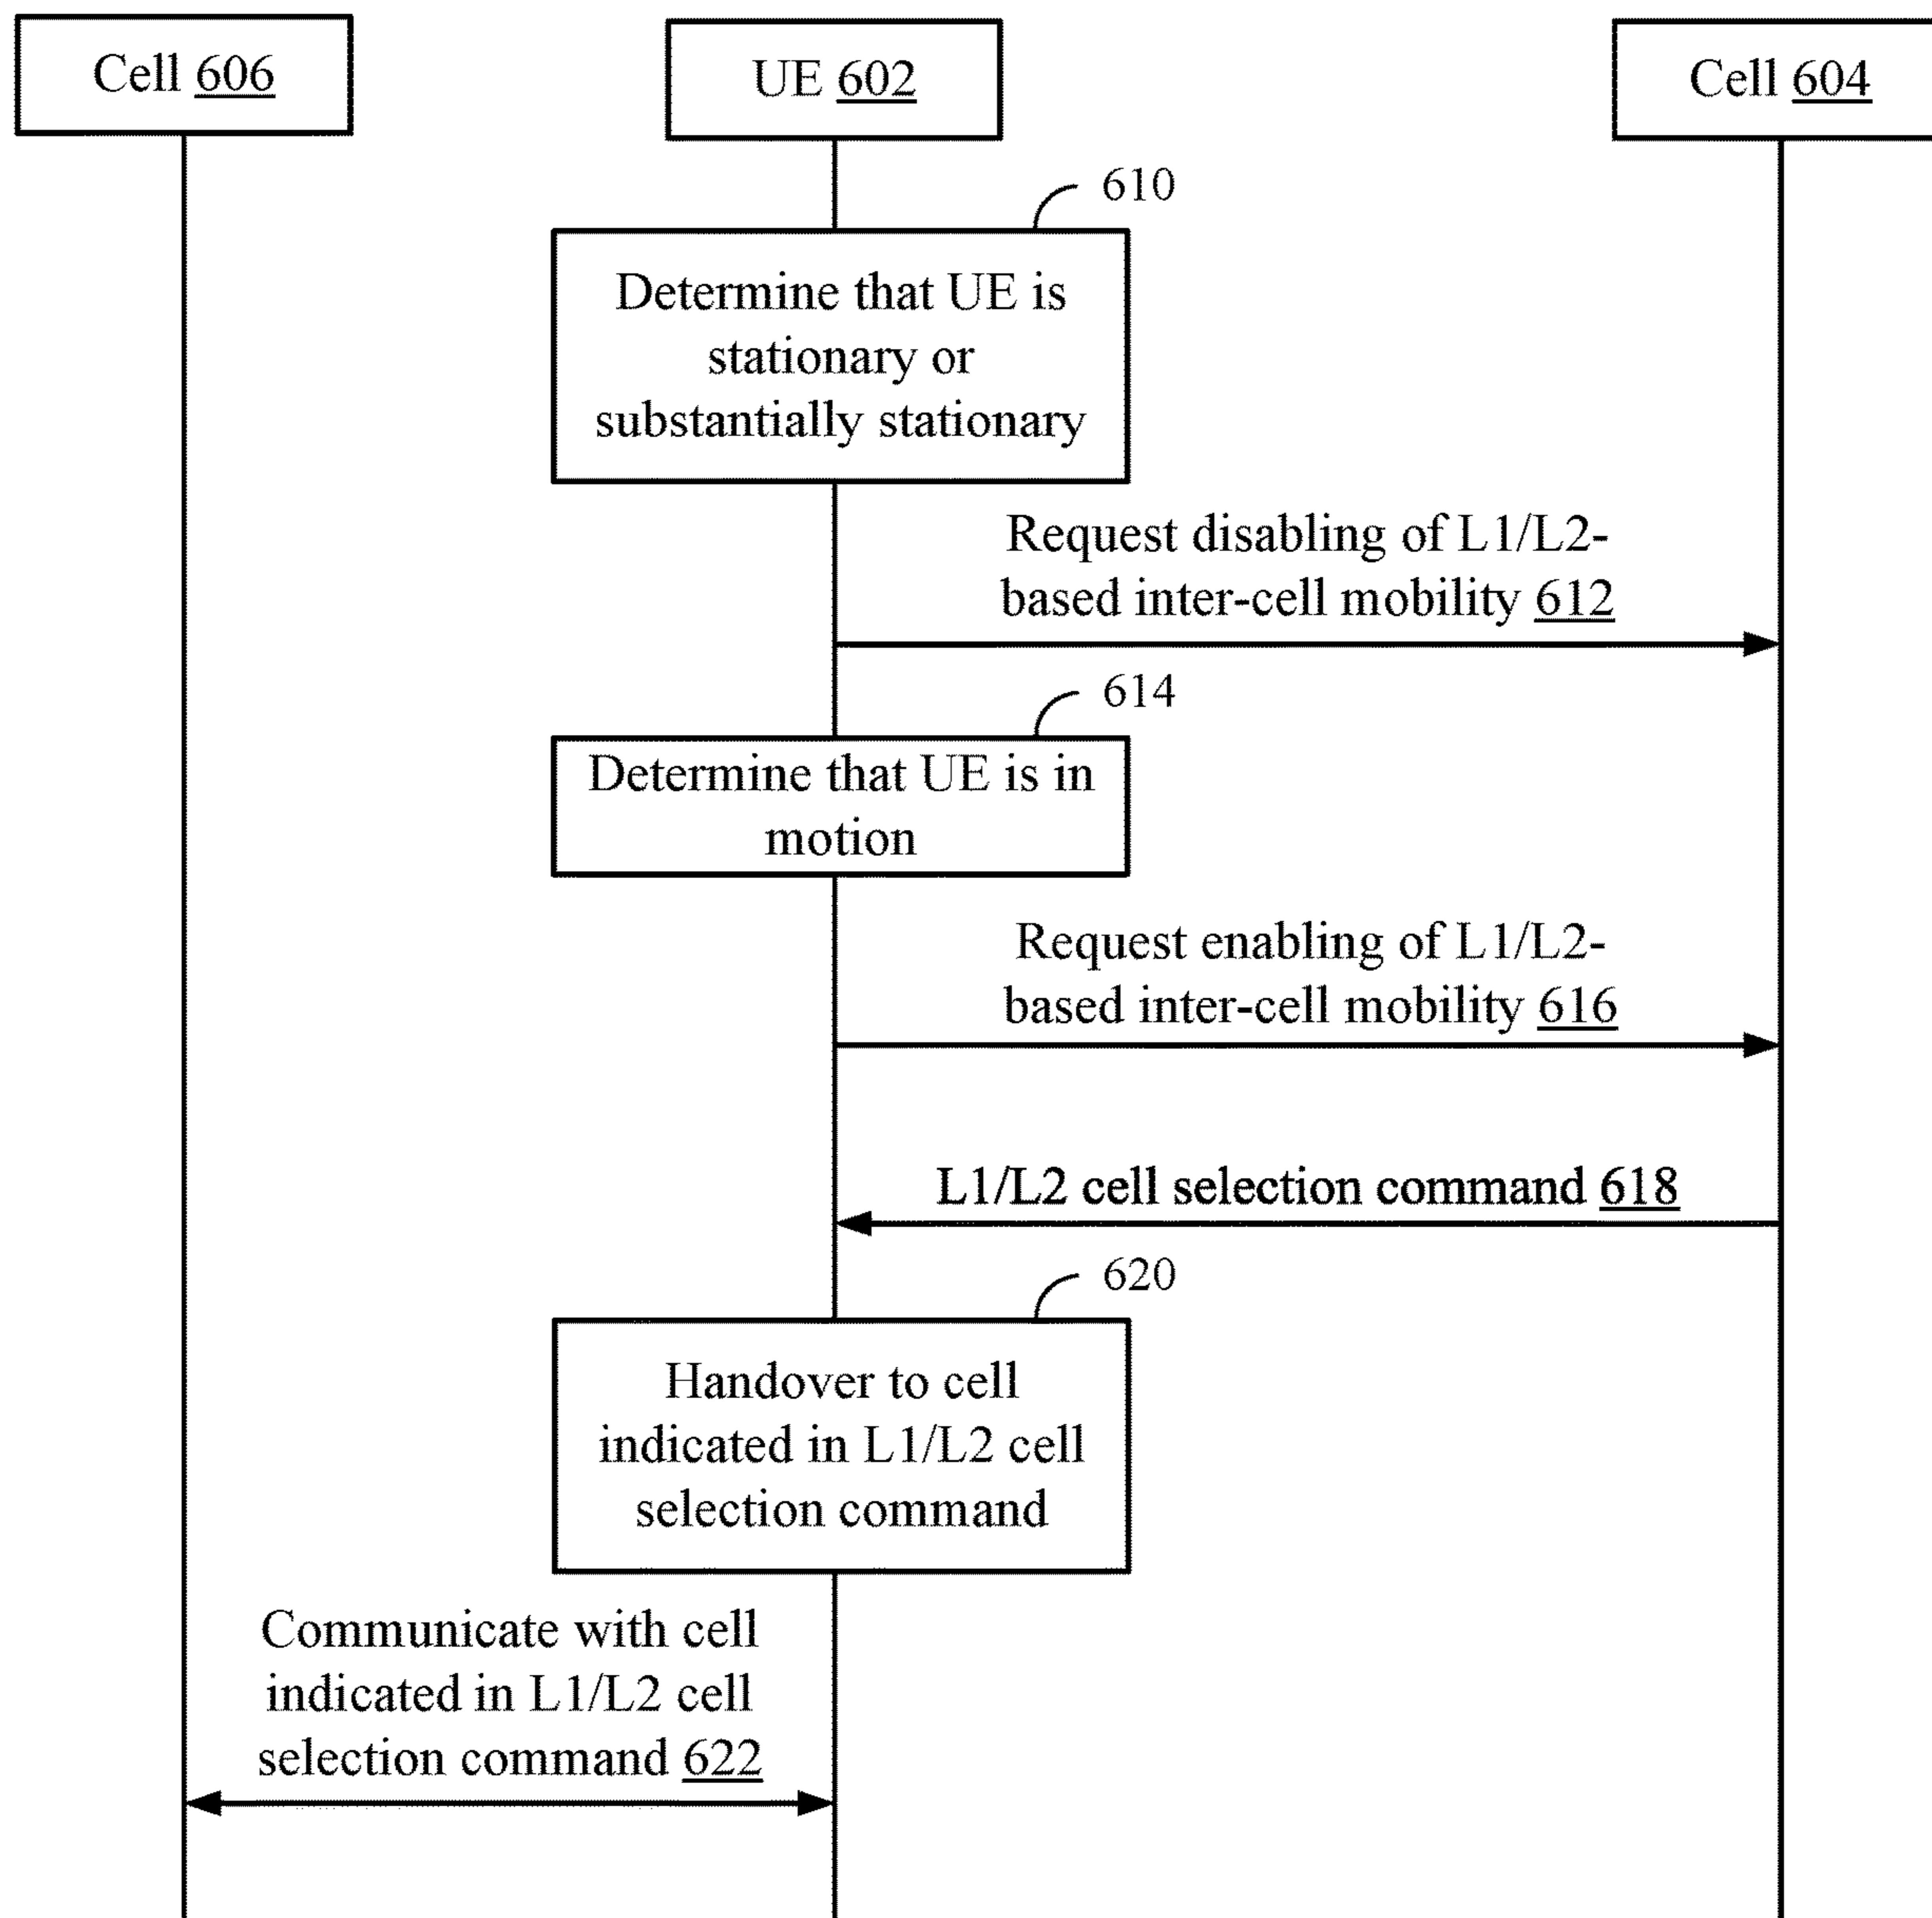 Cell 606
UE 602
Cell 604
610
Determine that UE is
stationary or
substantially stationary
Request disabling of L1/L2-
based inter-cell mobility 612
614
Determine that UE is in
motion
Request enabling of L1/L2-
based inter-cell mobility 616
L1/L2 cell selection command 618
620
Handover to cell
indicated in L1/L2 cell
selection command
Communicate with cell
indicated in L1/L2 cell
selection command 622